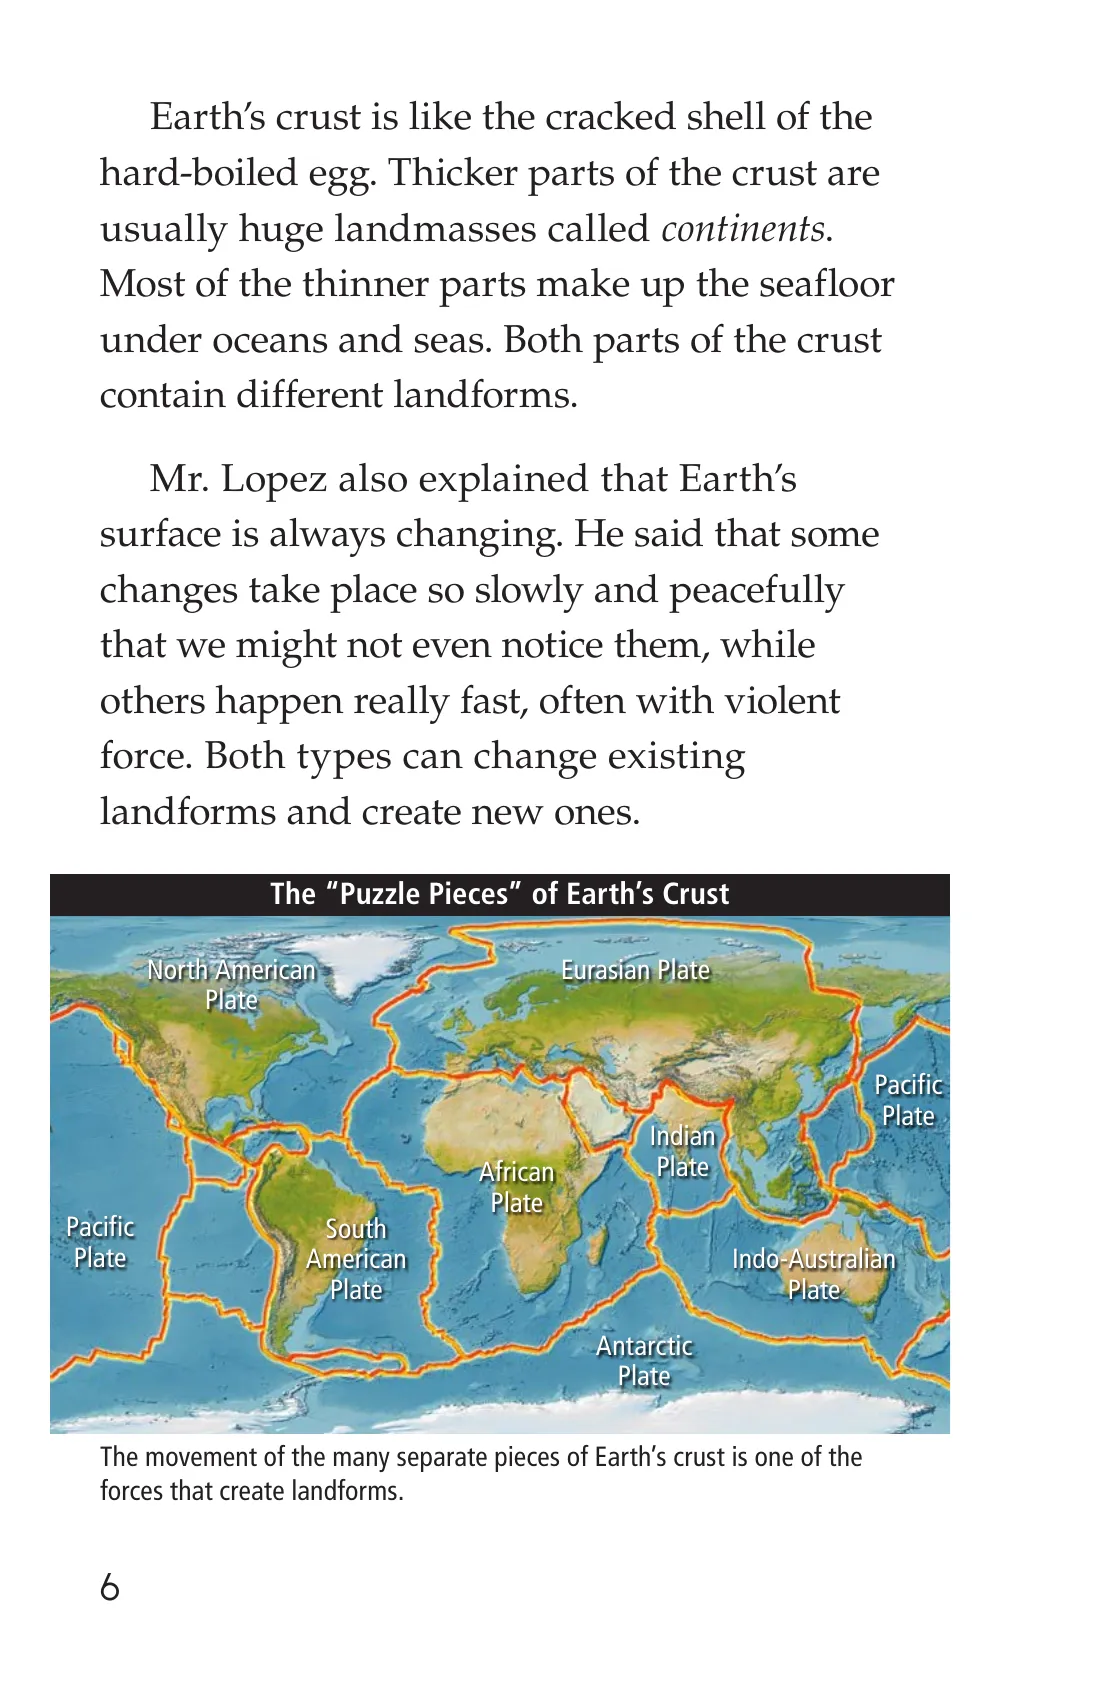 Earth’s crust is like the cracked shell of the
hard-boiled egg. Thicker parts of the crust are
usually huge landmasses called continents.
Most of the thinner parts make up the seafloor
under oceans and seas. Both parts of the crust
contain different landforms.
Mr. Lopez also explained that Earth’s
surface is always changing. He said that some
changes take place so slowly and peacefully
that we might not even notice them, while
others happen really fast, often with violent
force. Both types can change existing
landforms and create new ones.
The “Puzzle Pieces” of Earth’s Crust
North American
Plate
Eurasian Plate
Pacific
Plate
Indian
Plate
African
Plate
Pacific
Plate
South
American
Plate
Indo-Australian
Plate
Antarctic
Plate
The movement of the many separate pieces of Earth’s crust is one of the
forces that create landforms.
6